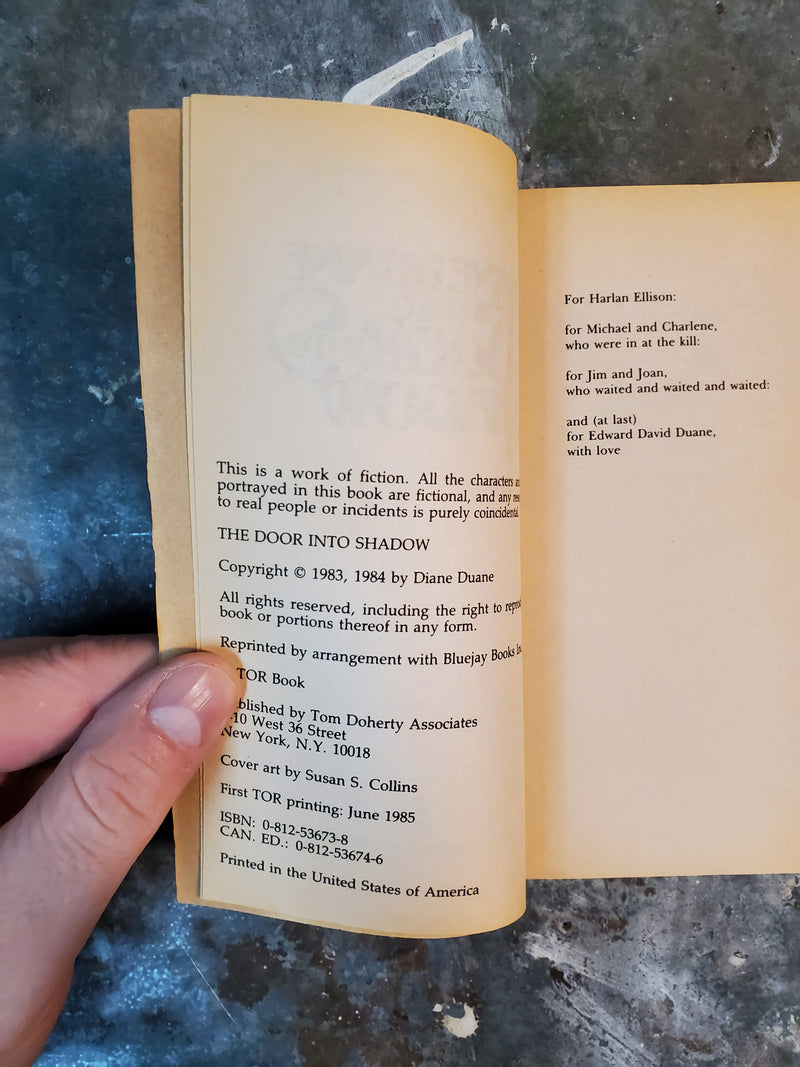 This is a work of fiction. All the characters
portrayed in this book are fictional, and any
to real people or incidents is purely coincidental
THE DOOR INTO SHADOW
Copyright © 1983, 1984 by Diane Duane
All rights reserved, including the right to
book or portions thereof in any form.
Reprinted by arrangement with Bluejay Books
TOR Book
by Tom Doherty Associates
10 West 36 Street
New York, N.Y. 10018
Cover art by Susan S. Collins
First TOR printing: June 1985
ISBN: 0-812-53673-8
CAN. ED.: 0-812-53674-6
Printed in the United States of America
For Harlan Ellison:
for Michael and Charlene,
who were in at the kill:
for Jim and Joan,
who waited and waited and waited:
and (at last)
for Edward David Duane,
with love